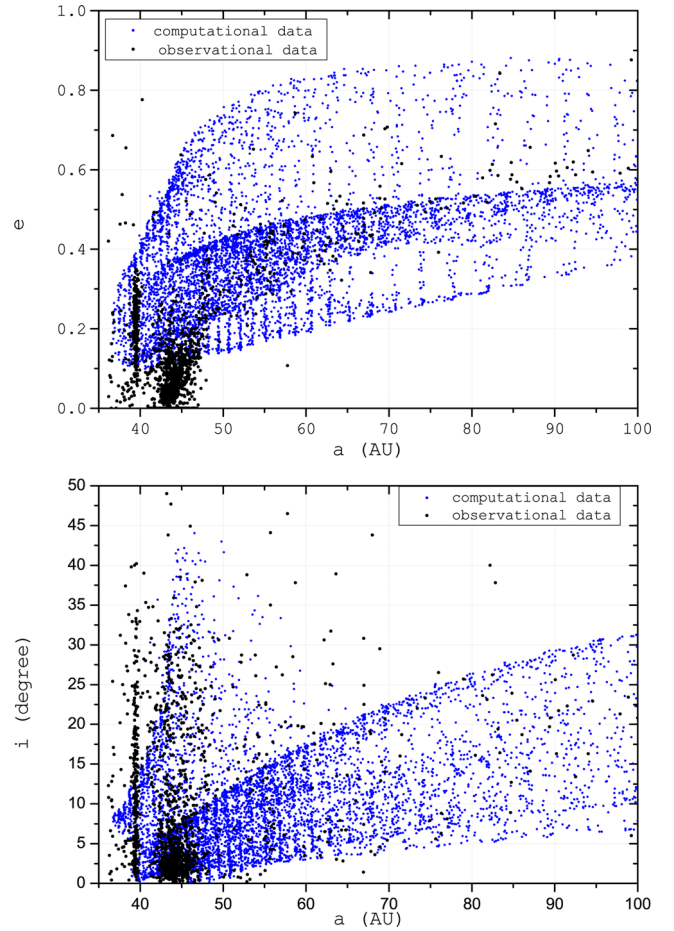 1.0
computational data
observational data
0.8
0.6
e
0.4
0.2
0.0
40 50 60 70 80 90 100
a (AU)
50
computational data
observational data
45
40
35
30
i (degree)
25
20
15
10
5
0
40 50 60 70 80 90 100
a (AU)